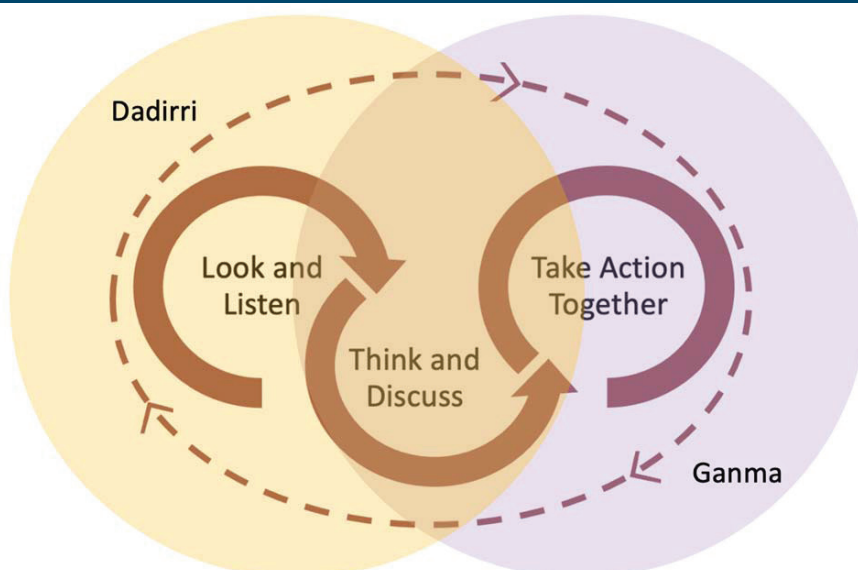 Dadirri
Look and
Listen
Think and
Discuss
Take Action
Together
Ganma